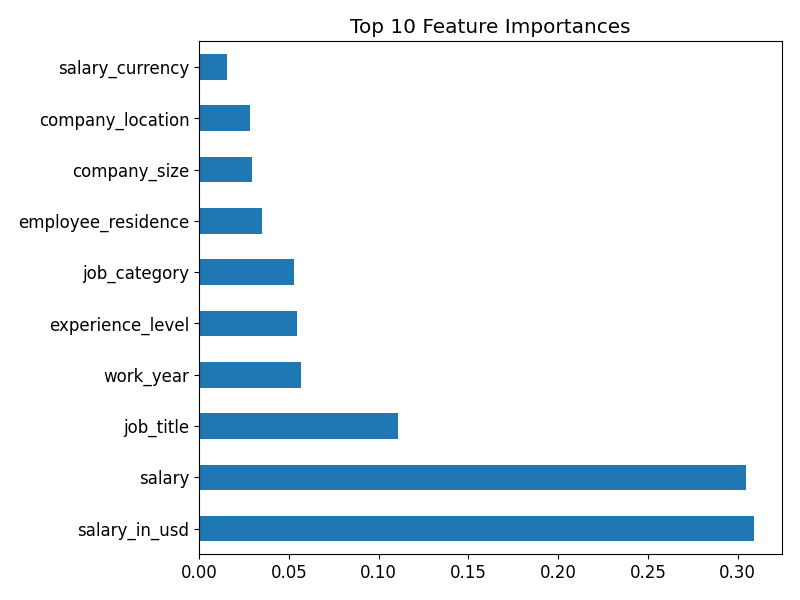 Top 10 Feature Importances
salary_currency
company_location
company_size
employee_residence
job_category
experience_level
work_year
job_title
salary
salary_in_usd
0.00 0.05 0.10 0.15 0.20 0.25 0.30